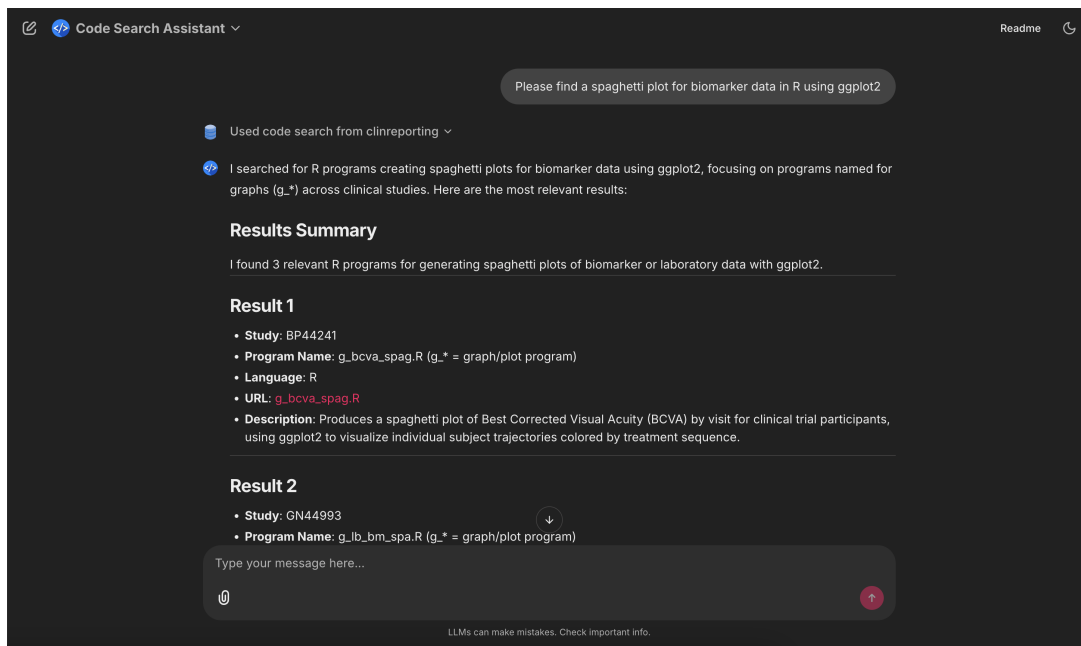 Code Search Assistant
Readme
Please find a spaghetti plot for biomarker data in R using ggplot2
Used code search from clinreporting
I searched for R programs creating spaghetti plots for biomarker data using ggplot2, focusing on programs named for
graphs (g_*) across clinical studies. Here are the most relevant results:
Results Summary
I found 3 relevant R programs for generating spaghetti plots of biomarker or laboratory data with ggplot2.
Result 1
• Study: BP44241
• Program Name: g_bcva_spag.R (g_* = graph/plot program)
• Language: R
• URL: g_bcva_spag.R
• Description: Produces a spaghetti plot of Best Corrected Visual Acuity (BCVA) by visit for clinical trial participants,
using ggplot2 to visualize individual subject trajectories colored by treatment sequence.
Result 2
• Study: GN44993
• Program Name: g_lb_bm_spa.R (g_* = graph/plot program)
Type your message here...
LLMs can make mistakes. Check important info.